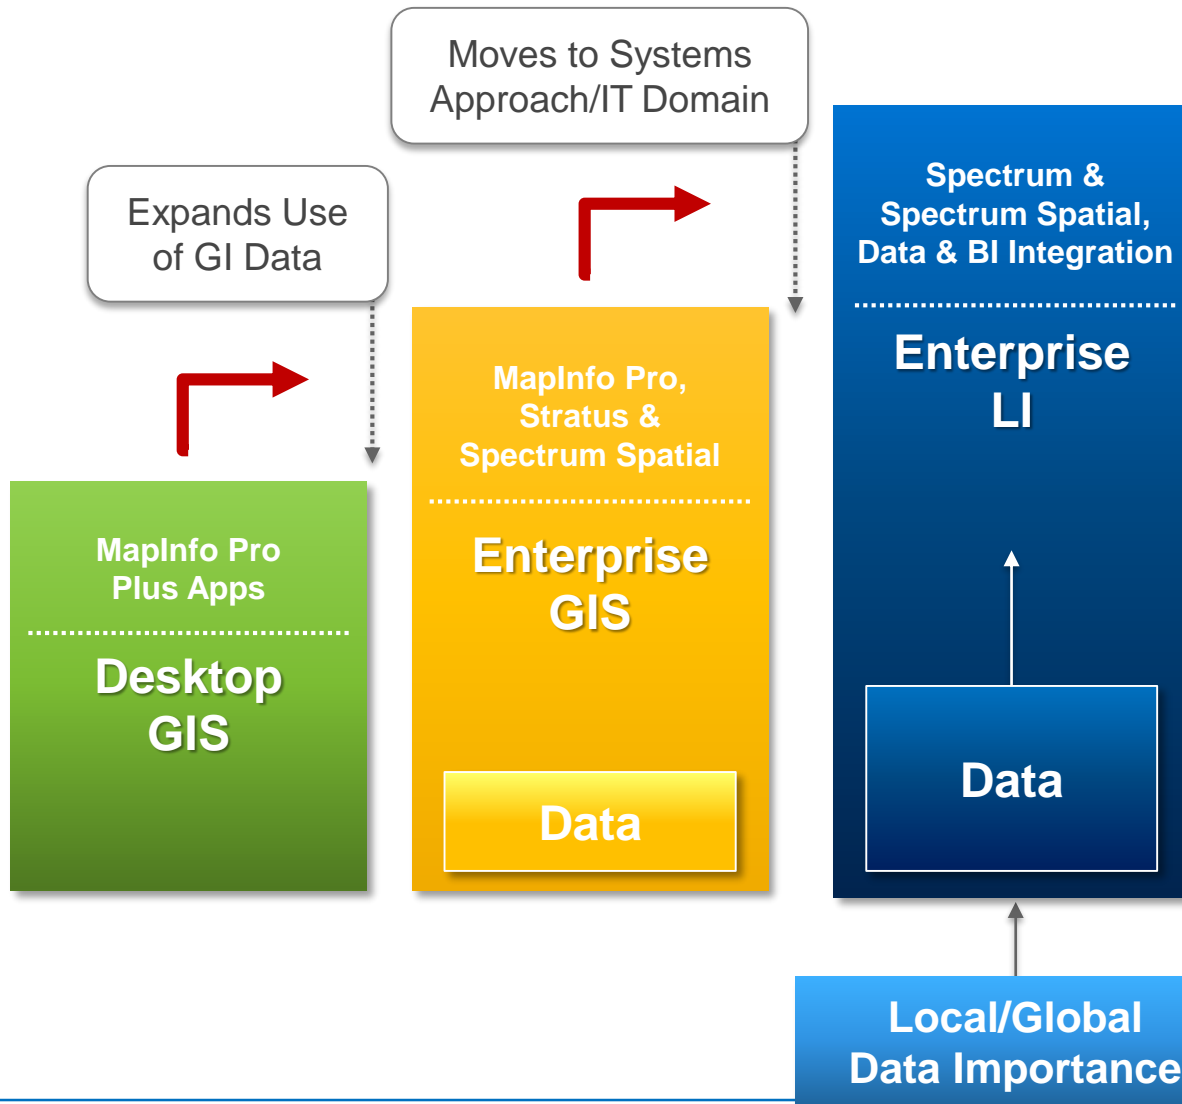 Moves to Systems
Approach/IT Domain
Expands Use
of GI Data
MapInfo Pro
Plus Apps
Desktop
GIS
MapInfo Pro,
Stratus &
Spectrum Spatial
Enterprise
GIS
Data
Spectrum &
Spectrum Spatial,
Data & BI Integration
Enterprise
LI
Data
Local/Global
Data Importance